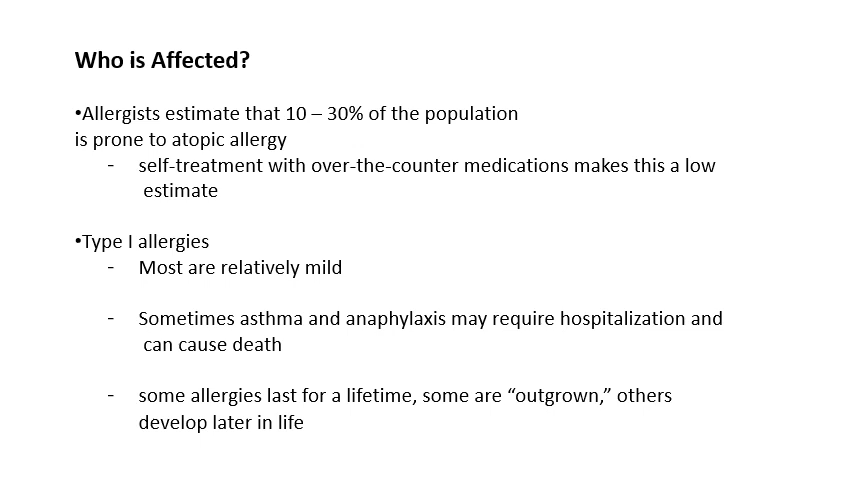 Who is Affected?
•Allergists estimate that 10 – 30% of the population
is prone to atopic allergy
- self-treatment with over-the-counter medications makes this a low
estimate
•Type I allergies
- Most are relatively mild
- Sometimes asthma and anaphylaxis may require hospitalization and
can cause death
- some allergies last for a lifetime, some are “outgrown,” others
develop later in life